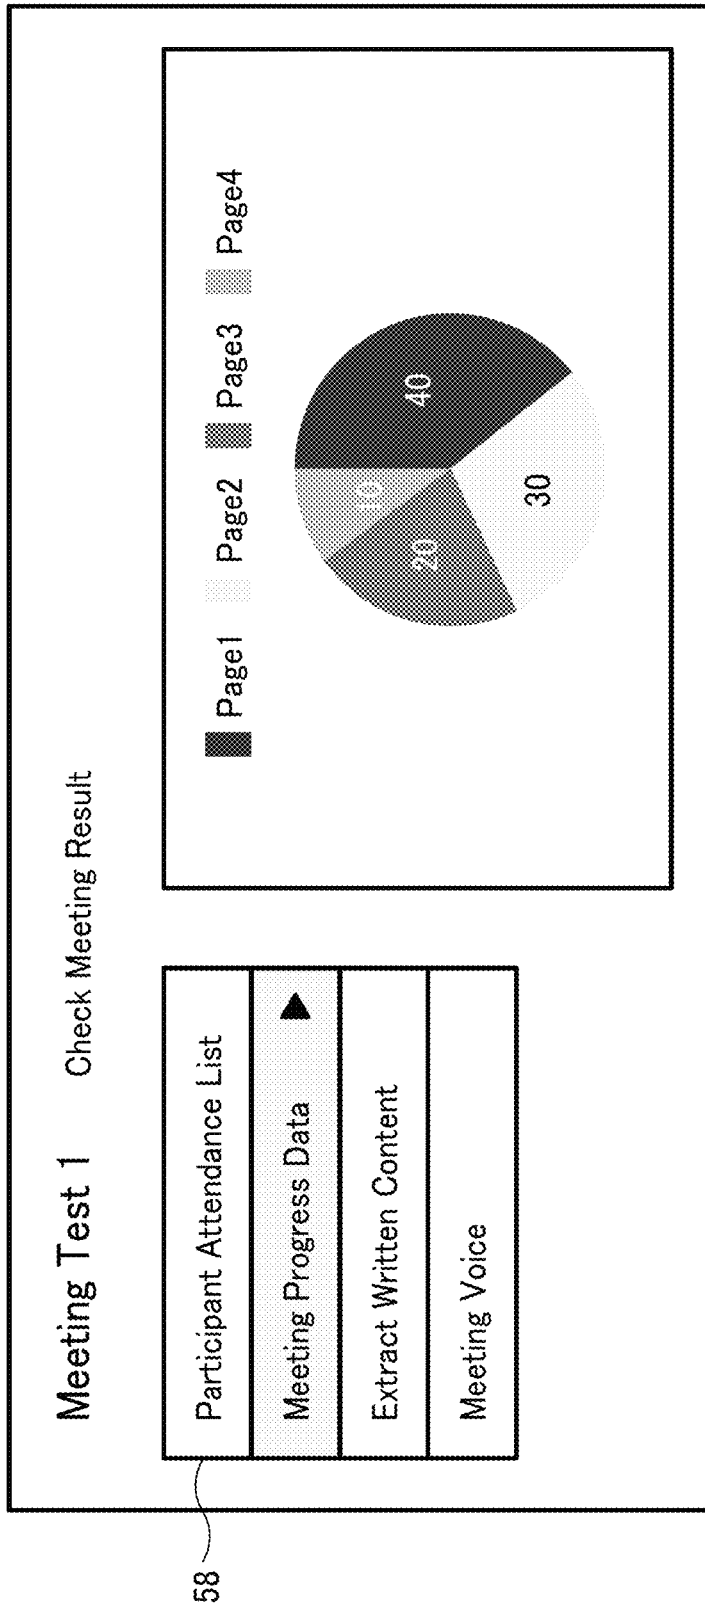 Meeting Test 1 Check Meeting Result
58
Participant Attendance List
Meeting Progress Data
Extract Written Content
Meeting Voice
Page1 Page2 Page3 Page4
40
30
20
10